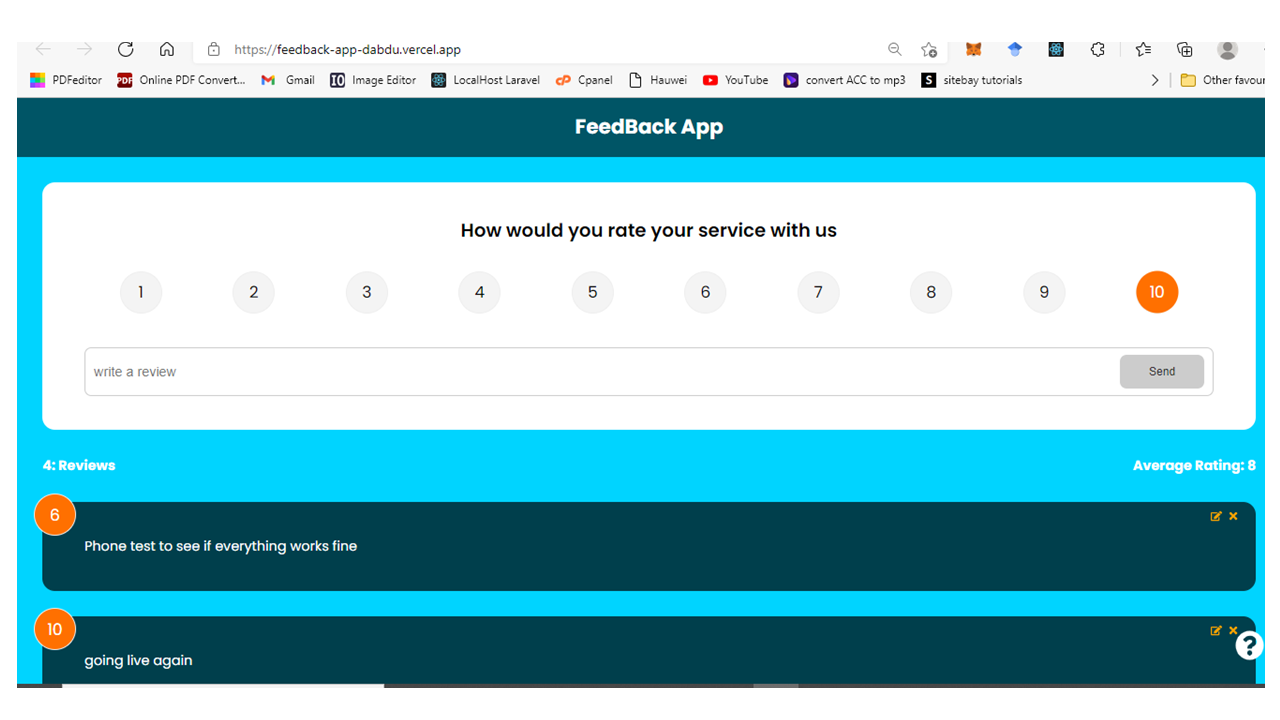 https://feedback-app-dabdu.vercel.app
PDFeditor PDF Online PDF Convert... Gmail IO Image Editor LocalHost Laravel cP Cpanel Hauwei YouTube convert ACC to mp3 S sitebay tutorials Other favour
FeedBack App
How would you rate your service with us
1 2 3 4 5 6 7 8 9 10
write a review Send
4: Reviews Average Rating: 8
6
Phone test to see if everything works fine
10
going live again
?